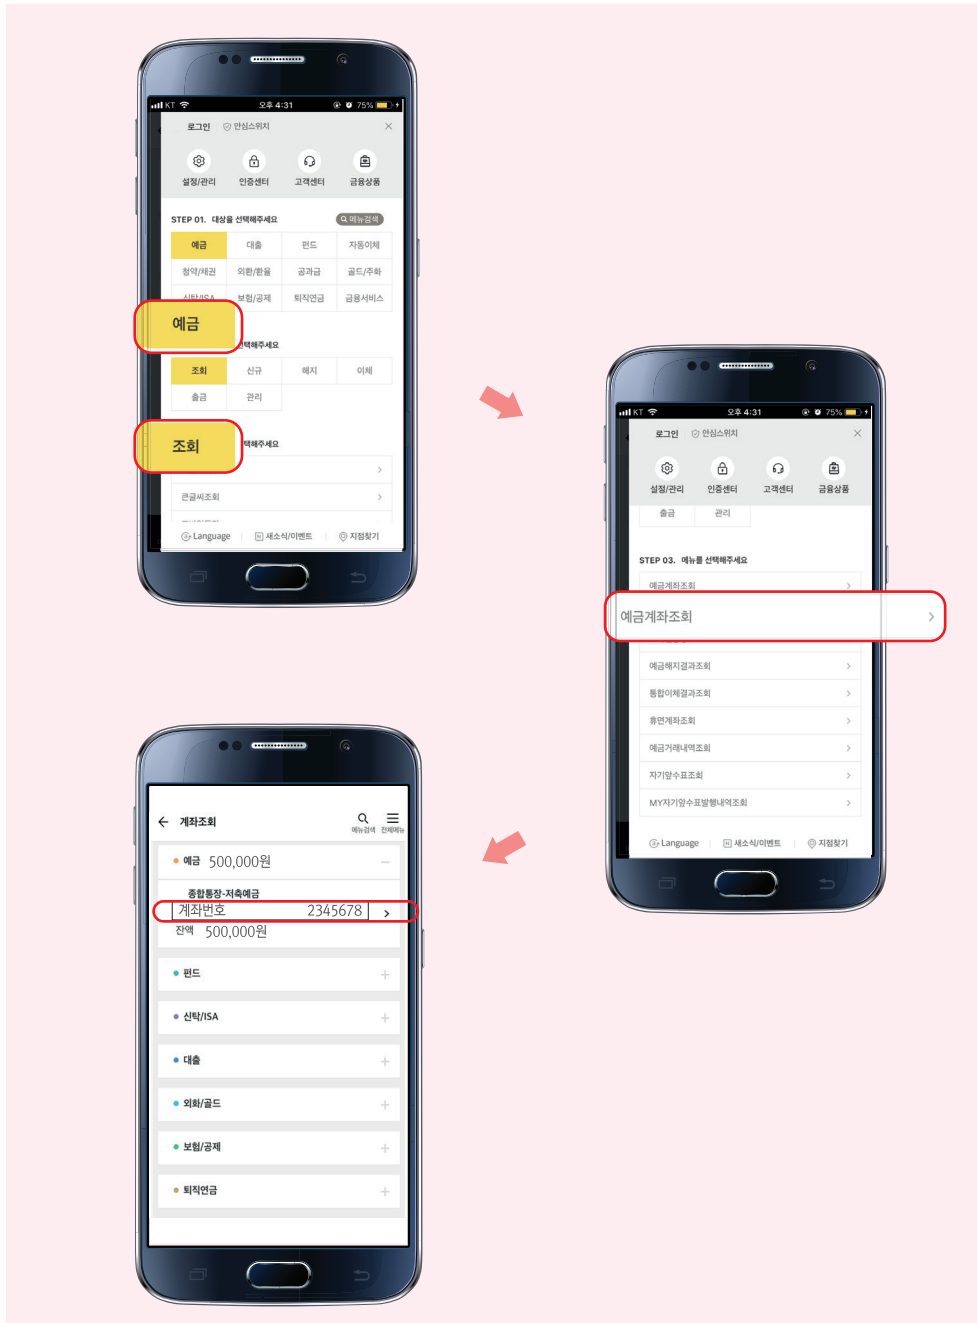 KT 오후 4:31 75%
로그인 안심스위치
설정/관리 인증센터 고객센터 금융상품
STEP 01. 대상을 선택해주세요 메뉴검색
예금 대출 펀드 자동이체
청약/채권 외환/환율 공과금 골드/주화
신탁/ISA 보험/공제 퇴직연금 금융서비스
예금
선택해주세요
조회 신규 해지 이체
출금 관리
조회
택해주세요
큰글씨조회
Language 새소식/이벤트 지점찾기
KT 오후 4:31 75%
로그인 안심스위치
설정/관리 인증센터 고객센터 금융상품
출금 관리
STEP 03. 메뉴를 선택해주세요
예금계좌조회
예금계좌조회
예금해지결과조회
통합이체결과조회
휴면계좌조회
예금거래내역조회
자기앞수표조회
MY자기앞수표발행내역조회
Language 새소식/이벤트 지점찾기
계좌조회
메뉴검색 전체메뉴
예금 500,000원
종합통장-저축예금
계좌번호 2345678
잔액 500,000원
펀드
신탁/ISA
대출
외화/골드
보험/공제
퇴직연금